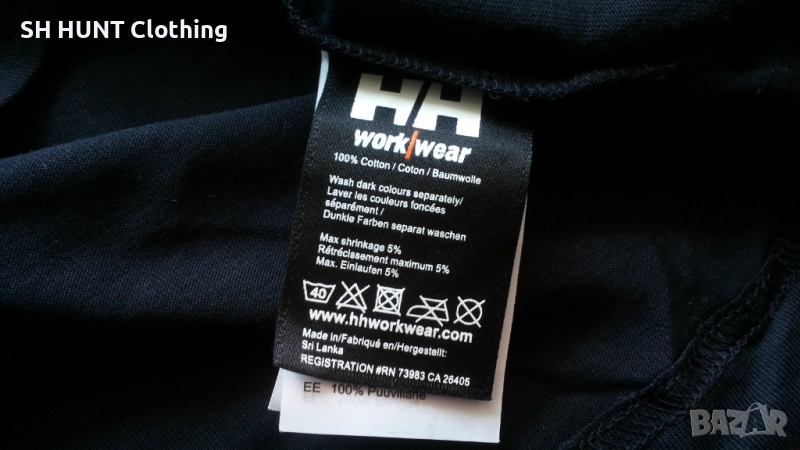 SH HUNT Clothing
HH
work/wear
100% Cotton / Coton / Baumwolle
Wash dark colours separately/
Laver les couleurs foncées
séparément /
Dunkle Farben separat waschen
Max shrinkage 5%
Rétrécissement maximum 5%
Max. Einlaufen 5%
40
www.hhworkwear.com
Made in/Fabriqué en/Hergestellt:
Sri Lanka
REGISTRATION #RN 73983 CA 26405
EE 100% Puuvillane
BAZAR